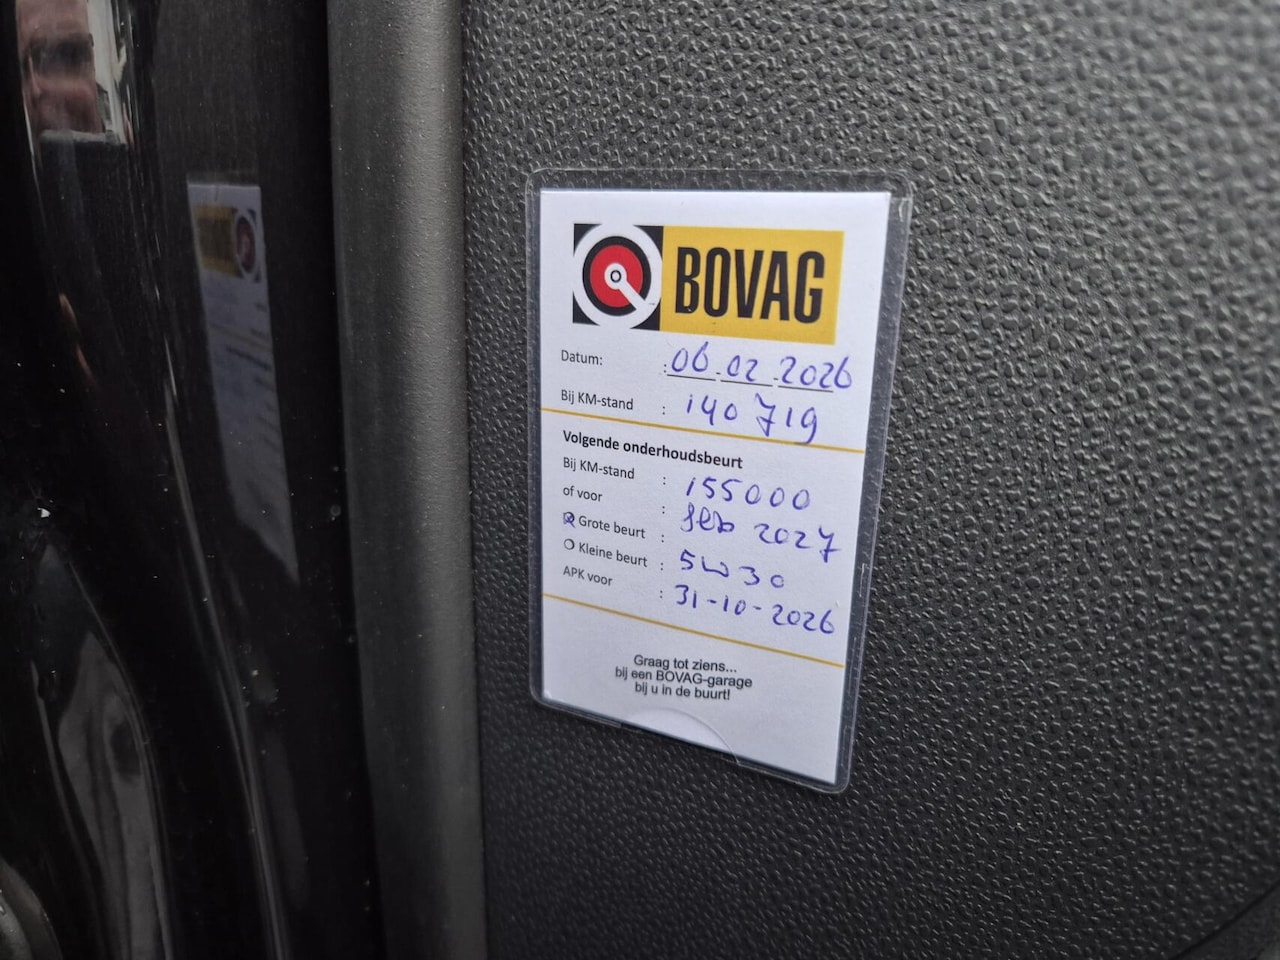 BOVAG
Datum: : 06-02-2026
Bij KM-stand : 140 719
Volgende onderhoudsbeurt
Bij KM-stand : 155000
of voor : feb 2027
Grote beurt :
Kleine beurt : 5w30
APK voor : 31-10-2026
Graag tot ziens...
bij een BOVAG-garage
bij u in de buurt!